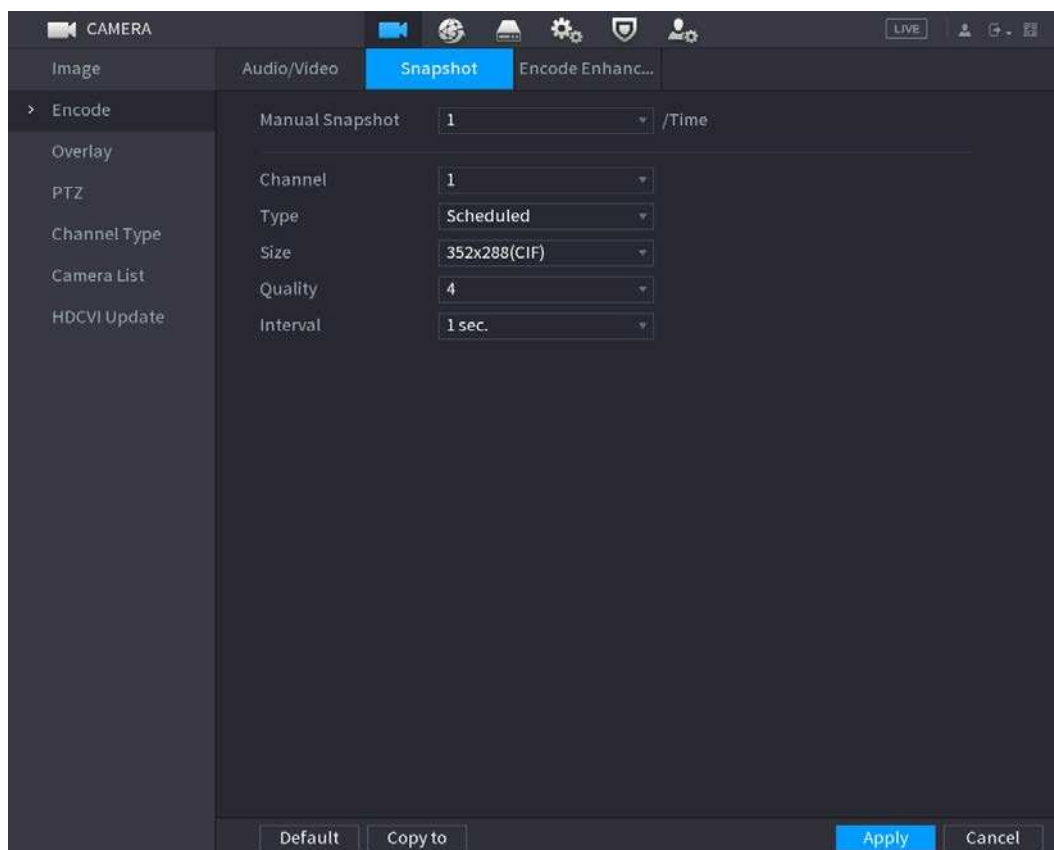 CAMERA
LIVE
Image
Encode
Overlay
PTZ
Channel Type
Camera List
HDCVI Update
Audio/Video
Snapshot
Encode Enhanc...
Manual Snapshot 1 /Time
Channel 1
Type Scheduled
Size 352x288(CIF)
Quality 4
Interval 1 sec.
Default
Copy to
Apply
Cancel